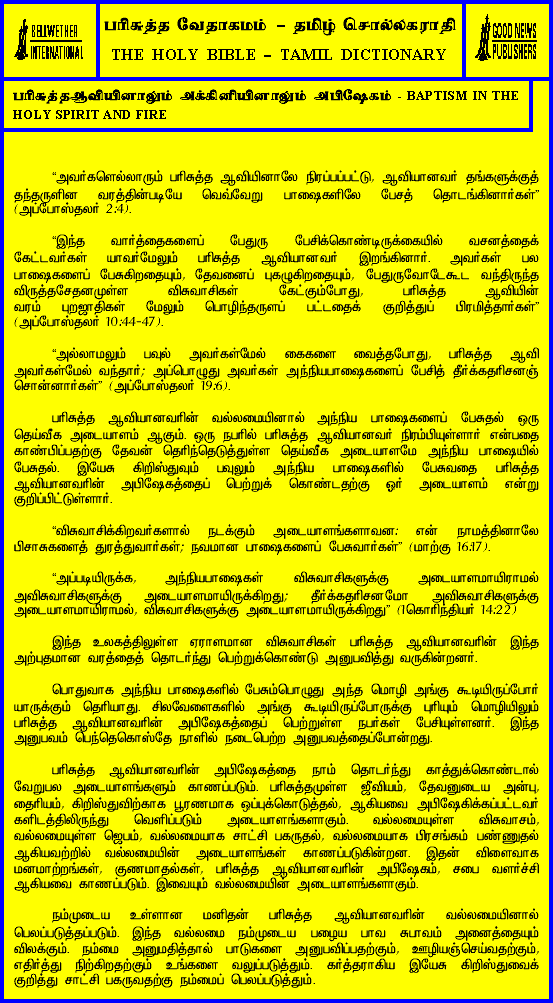 BELLWETHER
INTERNATIONAL
பரிசுத்த வேதாகமம் – தமிழ் சொல்லகராதி
THE HOLY BIBLE – TAMIL DICTIONARY
GOOD NEWS
PUBLISHERS
பரிசுத்தஆவியினாலும் அக்கினியினாலும் அபிஷேகம் - BAPTISM IN THE
HOLY SPIRIT AND FIRE
“அவர்களெல்லாரும் பரிசுத்த ஆவியினாலே நிரப்பப்பட்டு, ஆவியானவர் தங்களுக்குத்
தந்தருளின வரத்தின்படியே வெவ்வேறு பாஷைகளிலே பேசத் தொடங்கினார்கள்”
(அப்போஸ்தலர் 2:4).
“இந்த வார்த்தைகளைப் பேதுரு பேசிக்கொண்டிருக்கையில் வசனத்தைக்
கேட்டவர்கள் யாவர்மேலும் பரிசுத்த ஆவியானவர் இறங்கினார். அவர்கள் பல
பாஷைகளைப் பேசுகிறதையும், தேவனைப் புகழுகிறதையும், பேதுருவோடேகூட வந்திருந்த
விருத்தசேதனமுள்ள விசுவாசிகள் கேட்கும்போது, பரிசுத்த ஆவியின்
வரம் புறஜாதிகள் மேலும் பொழிந்தருளப் பட்டதைக் குறித்துப் பிரமித்தார்கள்”
(அப்போஸ்தலர் 10:44-47).
“அல்லாமலும் பவுல் அவர்கள்மேல் கைகளை வைத்தபோது, பரிசுத்த ஆவி
அவர்கள்மேல் வந்தார்; அப்பொழுது அவர்கள் அந்நியபாஷைகளைப் பேசித் தீர்க்கதரிசனஞ்
சொன்னார்கள்” (அப்போஸ்தலர் 19:6).
பரிசுத்த ஆவியானவரின் வல்லமையினால் அந்நிய பாஷைகளைப் பேசுதல் ஒரு
தெய்வீக அடையாளம் ஆகும். ஒரு நபரில் பரிசுத்த ஆவியானவர் நிரம்பியுள்ளார் என்பதை
காண்பிப்பதற்கு தேவன் தெரிந்தெடுத்துள்ள தெய்வீக அடையாளமே அந்நிய பாஷையில்
பேசுதல். இயேசு கிறிஸ்துவும் பவுலும் அந்நிய பாஷைகளில் பேசுவதை பரிசுத்த
ஆவியானவரின் அபிஷேகத்தைப் பெற்றுக் கொண்டதற்கு ஓர் அடையாளம் என்று
குறிப்பிட்டுள்ளார்.
“விசுவாசிக்கிறவர்களால் நடக்கும் அடையாளங்களாவன: என் நாமத்தினாலே
பிசாசுகளைத் துரத்துவார்கள்; நவமான பாஷைகளைப் பேசுவார்கள்” (மாற்கு 16:17).
“அப்படியிருக்க, அந்நியபாஷைகள் விசுவாசிகளுக்கு அடையாளமாயிராமல்
அவிசுவாசிகளுக்கு அடையாளமாயிருக்கிறது; தீர்க்கதரிசனமோ அவிசுவாசிகளுக்கு
அடையாளமாயிராமல், விசுவாசிகளுக்கு அடையாளமாயிருக்கிறது” (1கொரிந்தியர் 14:22)
இந்த உலகத்திலுள்ள ஏராளமான விசுவாசிகள் பரிசுத்த ஆவியானவரின் இந்த
அற்புதமான வரத்தைத் தொடர்ந்து பெற்றுக்கொண்டு அனுபவித்து வருகின்றனர்.
பொதுவாக அந்நிய பாஷைகளில் பேசும்பொழுது அந்த மொழி அங்கு கூடியிருப்போர்
யாருக்கும் தெரியாது. சிலவேளைகளில் அங்கு கூடியிருப்போருக்கு புரியும் மொழியிலும்
பரிசுத்த ஆவியானவரின் அபிஷேகத்தைப் பெற்றுள்ள நபர்கள் பேசியுள்ளனர். இந்த
அனுபவம் பெந்தெகொஸ்தே நாளில் நடைபெற்ற அனுபவத்தைப்போன்றது.
பரிசுத்த ஆவியானவரின் அபிஷேகத்தை நாம் தொடர்ந்து காத்துக்கொண்டால்
வேறுபல அடையாளங்களும் காணப்படும். பரிசுத்தமுள்ள ஜீவியம், தேவனுடைய அன்பு,
தைரியம், கிறிஸ்துவிற்காக பூரணமாக ஒப்புக்கொடுத்தல், ஆகியவை அபிஷேகிக்கப்பட்டவர்
களிடத்திலிருந்து வெளிப்படும் அடையாளங்களாகும். வல்லமையுள்ள விசுவாசம்,
வல்லமையுள்ள ஜெபம், வல்லமையாக சாட்சி பகருதல், வல்லமையாக பிரசங்கம் பண்ணுதல்
ஆகியவற்றில் வல்லமையின் அடையாளங்கள் காணப்படுகின்றன. இதன் விளைவாக
மனமாற்றங்கள், குணமாதல்கள், பரிசுத்த ஆவியானவரின் அபிஷேகம், சபை வளர்ச்சி
ஆகியவை காணப்படும். இவையும் வல்லமையின் அடையாளங்களாகும்.
நம்முடைய உள்ளான மனிதன் பரிசுத்த ஆவியானவரின் வல்லமையினால்
பெலப்படுத்தப்படும். இந்த வல்லமை நம்முடைய பழைய பாவ சுபாவம் அனைத்தையும்
விலக்கும். நம்மை அனுமதித்தால் பாடுகளை அனுபவிப்பதற்கும், ஊழியஞ்செய்வதற்கும்,
எதிர்த்து நிற்கிறதற்கும் உங்களை வலுப்படுத்தும். கர்த்தராகிய இயேசு கிறிஸ்துவைக்
குறித்து சாட்சி பகருவதற்கு நம்மைப் பெலப்படுத்தும்.